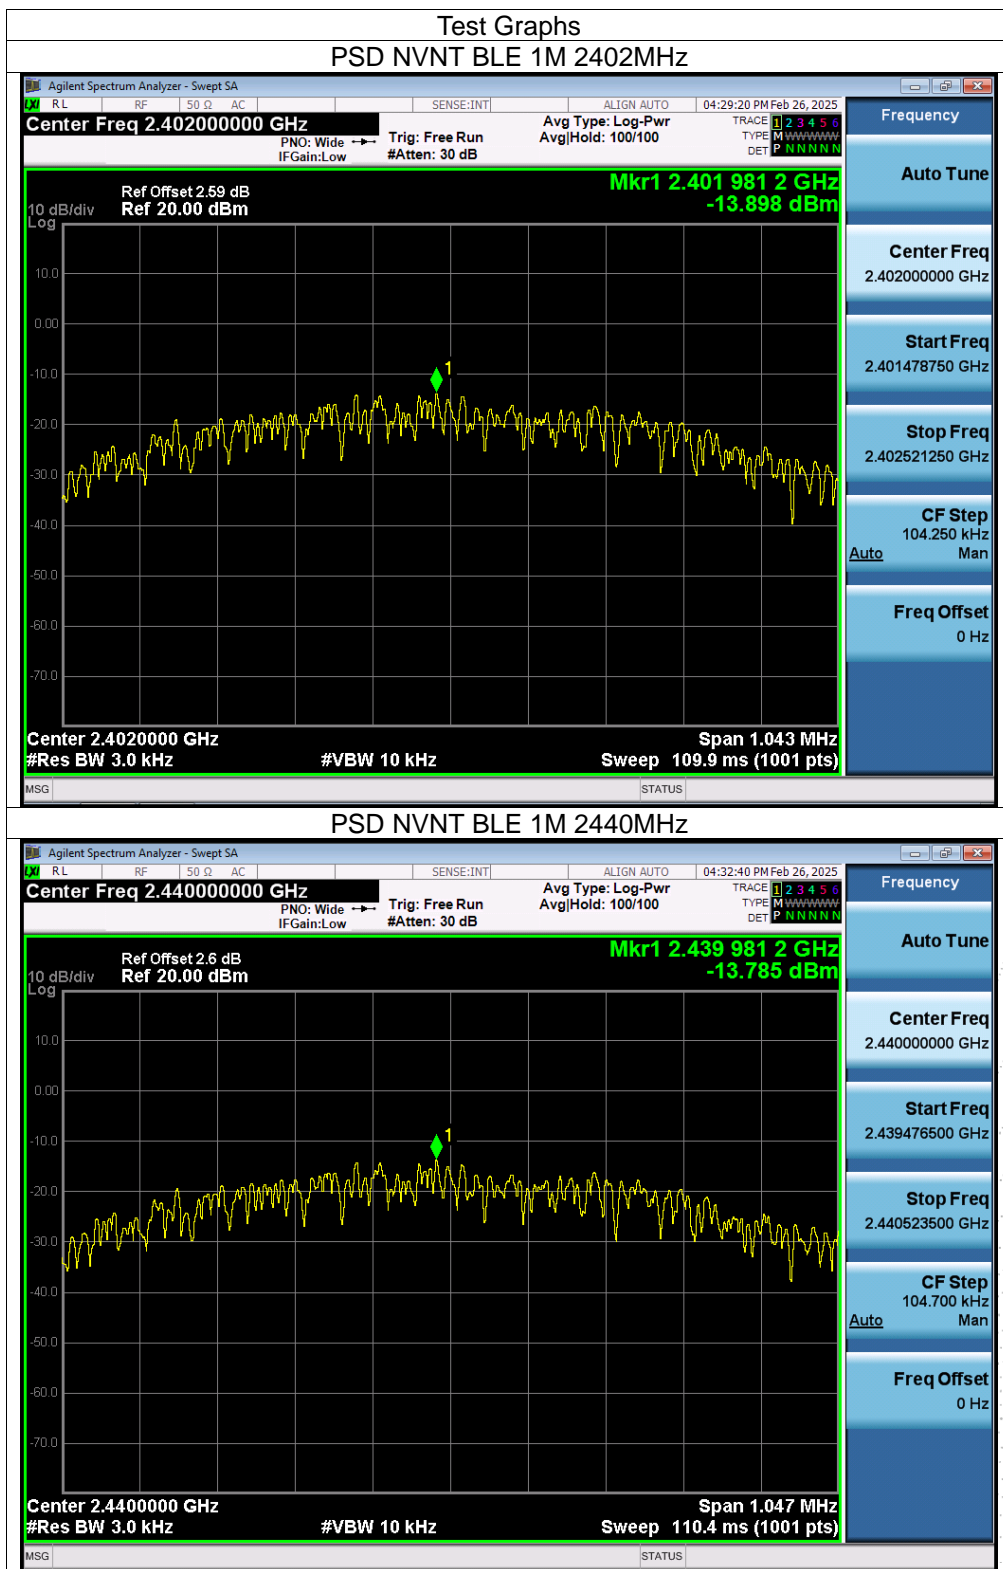 Test Graphs
PSD NVNT BLE 1M 2402MHz
Agilent Spectrum Analyzer - Swept SA
LXI RL RF 50 Ω AC SENSE:INT ALIGN AUTO 04:29:20 PM Feb 26, 2025
Center Freq 2.402000000 GHz
PNO: Wide
IFGain:Low
Trig: Free Run
#Atten: 30 dB
Avg Type: Log-Pwr
Avg|Hold: 100/100
TRACE 1 2 3 4 5 6
TYPE M WWWWW
DET P N N N N N
Frequency
Auto Tune
Center Freq
2.402000000 GHz
Start Freq
2.401478750 GHz
Stop Freq
2.402521250 GHz
CF Step
104.250 kHz
Auto Man
Freq Offset
0 Hz
Mkr1 2.401 981 2 GHz
-13.898 dBm
Ref Offset 2.59 dB
10 dB/div Ref 20.00 dBm
Log
10.0
0.00
1
-10.0
-20.0
-30.0
-40.0
-50.0
-60.0
-70.0
Center 2.4020000 GHz Span 1.043 MHz
#Res BW 3.0 kHz #VBW 10 kHz Sweep 109.9 ms (1001 pts)
MSG STATUS
PSD NVNT BLE 1M 2440MHz
Agilent Spectrum Analyzer - Swept SA
LXI RL RF 50 Ω AC SENSE:INT ALIGN AUTO 04:32:40 PM Feb 26, 2025
Center Freq 2.440000000 GHz
PNO: Wide
IFGain:Low
Trig: Free Run
#Atten: 30 dB
Avg Type: Log-Pwr
Avg|Hold: 100/100
TRACE 1 2 3 4 5 6
TYPE M WWWWW
DET P N N N N N
Frequency
Auto Tune
Center Freq
2.440000000 GHz
Start Freq
2.439476500 GHz
Stop Freq
2.440523500 GHz
CF Step
104.700 kHz
Auto Man
Freq Offset
0 Hz
Mkr1 2.439 981 2 GHz
-13.785 dBm
Ref Offset 2.6 dB
10 dB/div Ref 20.00 dBm
Log
10.0
0.00
1
-10.0
-20.0
-30.0
-40.0
-50.0
-60.0
-70.0
Center 2.4400000 GHz Span 1.047 MHz
#Res BW 3.0 kHz #VBW 10 kHz Sweep 110.4 ms (1001 pts)
MSG STATUS